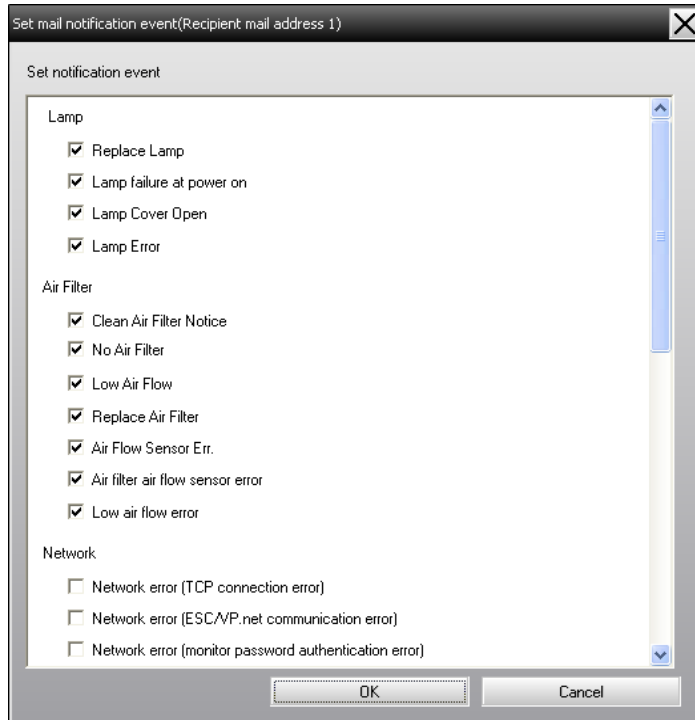 Set mail notification event(Recipient mail address 1)
Set notification event
Lamp
Replace Lamp
Lamp failure at power on
Lamp Cover Open
Lamp Error
Air Filter
Clean Air Filter Notice
No Air Filter
Low Air Flow
Replace Air Filter
Air Flow Sensor Err.
Air filter air flow sensor error
Low air flow error
Network
Network error (TCP connection error)
Network error (ESC/VP.net communication error)
Network error (monitor password authentication error)
OK Cancel